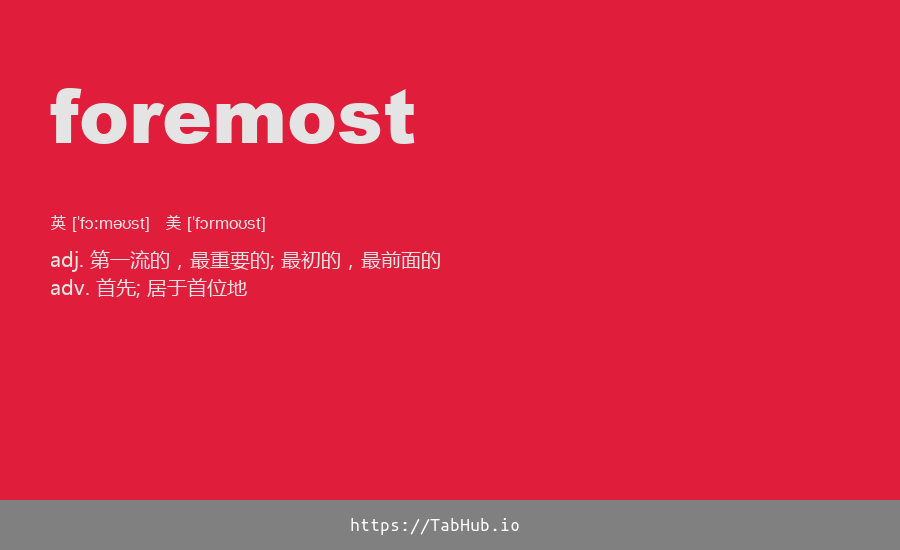 foremost
英 [ˈfɔːməʊst]   美 [ˈfɔrmoʊst]
adj. 第一流的，最重要的; 最初的，最前面的
adv. 首先; 居于首位地
https://TabHub.io